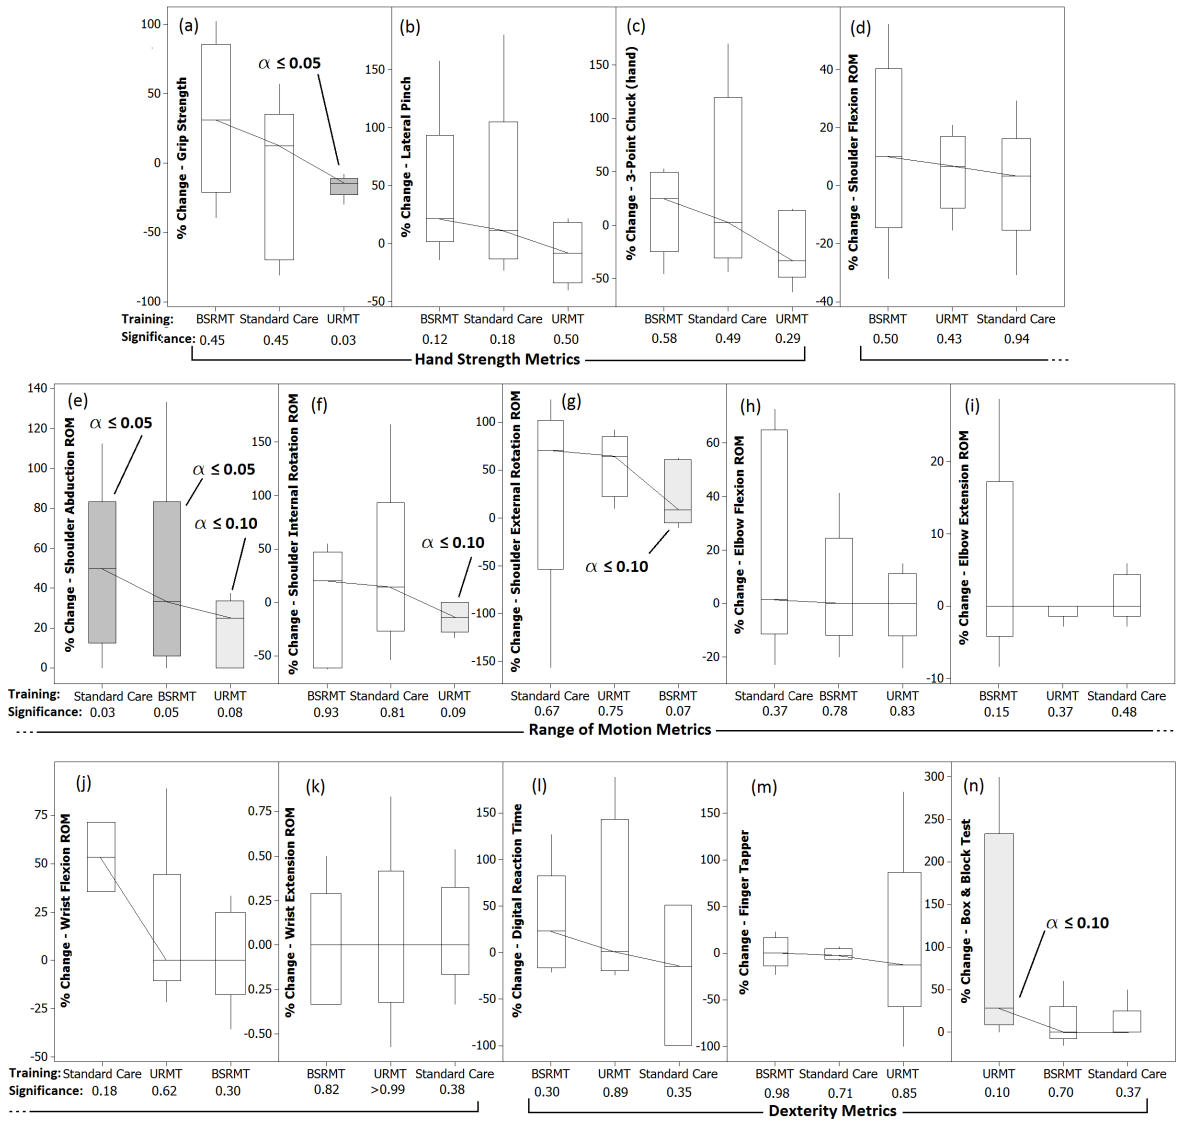 (a)
(b)
(c)
(d)
% Change - Grip Strength
100
50
0
-50
-100
α ≤ 0.05
% Change - Lateral Pinch
150
100
50
0
-50
% Change - 3-Point Chuck (hand)
150
100
50
0
-50
% Change - Shoulder Flexion ROM
40
20
0
-20
-40
Training: BSRMT Standard Care URMT BSRMT Standard Care URMT BSRMT Standard Care URMT BSRMT URMT Standard Care
Significance: 0.45 0.45 0.03 0.12 0.18 0.50 0.58 0.49 0.29 0.50 0.43 0.94
Hand Strength Metrics
(e)
(f)
(g)
(h)
(i)
% Change - Shoulder Abduction ROM
140
120
100
80
60
40
20
0
α ≤ 0.05
α ≤ 0.05
α ≤ 0.10
% Change - Shoulder Internal Rotation ROM
150
100
50
0
-50
α ≤ 0.10
% Change - Shoulder External Rotation ROM
100
50
0
-50
-100
-150
α ≤ 0.10
% Change - Elbow Flexion ROM
60
40
20
0
-20
% Change - Elbow Extension ROM
20
10
0
-10
Training: Standard Care BSRMT URMT BSRMT Standard Care URMT Standard Care URMT BSRMT Standard Care BSRMT URMT BSRMT URMT Standard Care
Significance: 0.03 0.05 0.08 0.93 0.81 0.09 0.67 0.75 0.07 0.37 0.78 0.83 0.15 0.37 0.48
Range of Motion Metrics
(j)
(k)
(l)
(m)
(n)
% Change - Wrist Flexion ROM
75
50
25
0
-25
-50
% Change - Wrist Extension ROM
0.75
0.50
0.25
0.00
-0.25
-0.50
% Change - Digital Reaction Time
150
100
50
0
-50
-100
% Change - Finger Tapper
150
100
50
0
-50
-100
% Change - Box & Block Test
300
250
200
150
100
50
0
α ≤ 0.10
Training: Standard Care URMT BSRMT BSRMT URMT Standard Care BSRMT URMT Standard Care BSRMT Standard Care URMT URMT BSRMT Standard Care
Significance: 0.18 0.62 0.30 0.82 >0.99 0.38 0.30 0.89 0.35 0.98 0.71 0.85 0.10 0.70 0.37
Dexterity Metrics